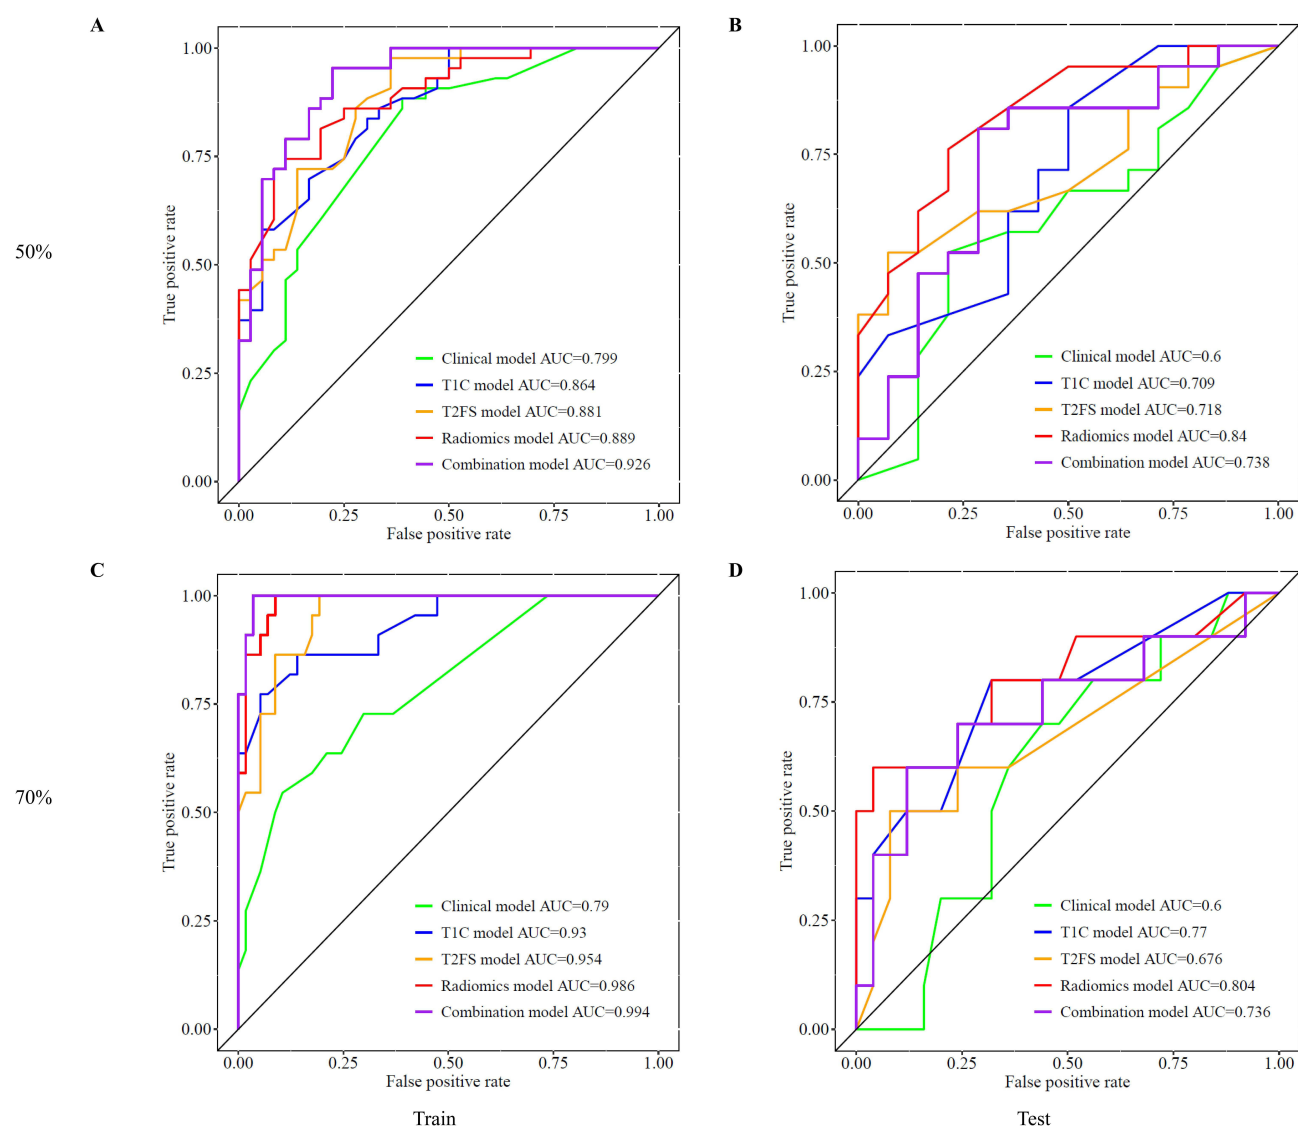 A
1.00
0.75
0.50
0.25
0.00
True positive rate
Clinical model AUC=0.799
T1C model AUC=0.864
T2FS model AUC=0.881
Radiomics model AUC=0.889
Combination model AUC=0.926
0.00 0.25 0.50 0.75 1.00
False positive rate
B
1.00
0.75
0.50
0.25
0.00
True positive rate
Clinical model AUC=0.6
T1C model AUC=0.709
T2FS model AUC=0.718
Radiomics model AUC=0.84
Combination model AUC=0.738
0.00 0.25 0.50 0.75 1.00
False positive rate
50%
C
1.00
0.75
0.50
0.25
0.00
True positive rate
Clinical model AUC=0.79
T1C model AUC=0.93
T2FS model AUC=0.954
Radiomics model AUC=0.986
Combination model AUC=0.994
0.00 0.25 0.50 0.75 1.00
False positive rate
D
1.00
0.75
0.50
0.25
0.00
True positive rate
Clinical model AUC=0.6
T1C model AUC=0.77
T2FS model AUC=0.676
Radiomics model AUC=0.804
Combination model AUC=0.736
0.00 0.25 0.50 0.75 1.00
False positive rate
70%
Train
Test